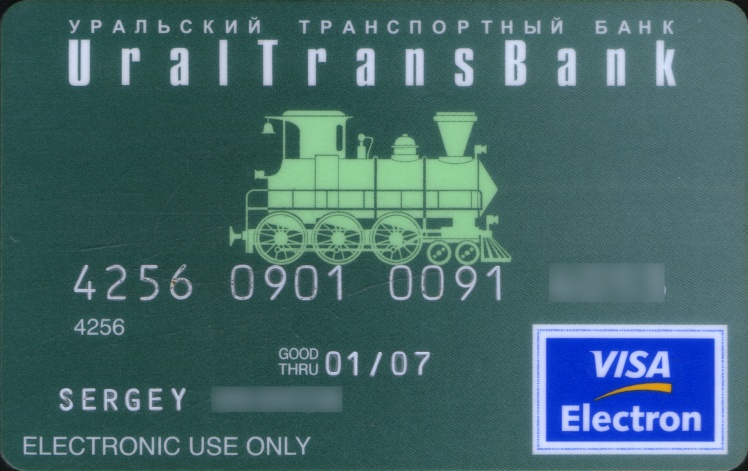 УРАЛЬСКИЙ ТРАНСПОРТНЫЙ БАНК
UralTransBank
4256 0901 0091
4256
GOOD THRU 01/07
SERGEY
ELECTRONIC USE ONLY
VISA
Electron